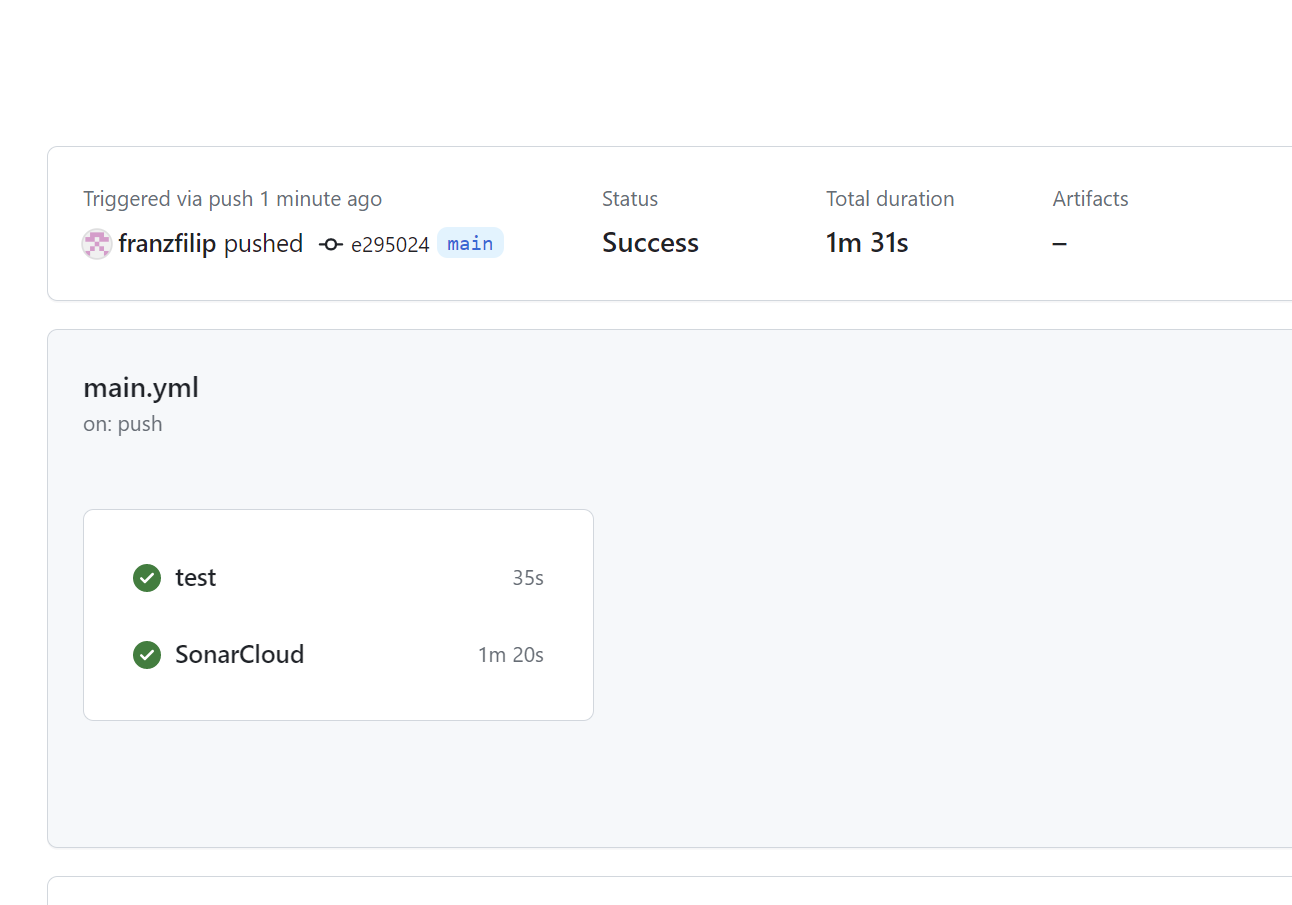 Triggered via push 1 minute ago
franzfilip pushed e295024 main
Status
Success
Total duration
1m 31s
Artifacts
–
main.yml
on: push
test 35s
SonarCloud 1m 20s